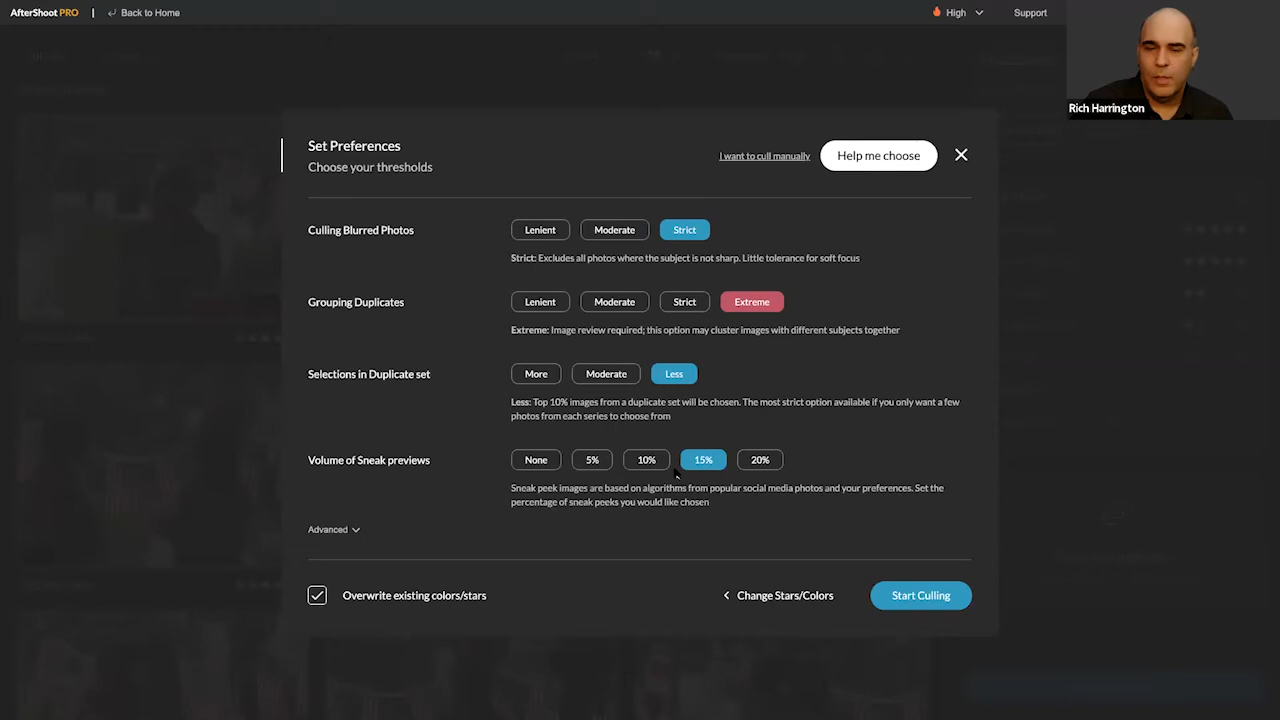 AfterShoot PRO | Back to Home
High
Support
Rich Harrington
Set Preferences
Choose your thresholds
I want to cull manually
Help me choose
Culling Blurred Photos
Lenient
Moderate
Strict
Strict: Excludes all photos where the subject is not sharp. Little tolerance for soft focus
Grouping Duplicates
Lenient
Moderate
Strict
Extreme
Extreme: Image review required; this option may cluster images with different subjects together
Selections in Duplicate set
More
Moderate
Less
Less: Top 10% images from a duplicate set will be chosen. The most strict option available if you only want a few
photos from each series to choose from
Volume of Sneak previews
None
5%
10%
15%
20%
Sneak peek images are based on algorithms from popular social media photos and your preferences. Set the
percentage of sneak peeks you would like chosen
Advanced
Overwrite existing colors/stars
Change Stars/Colors
Start Culling